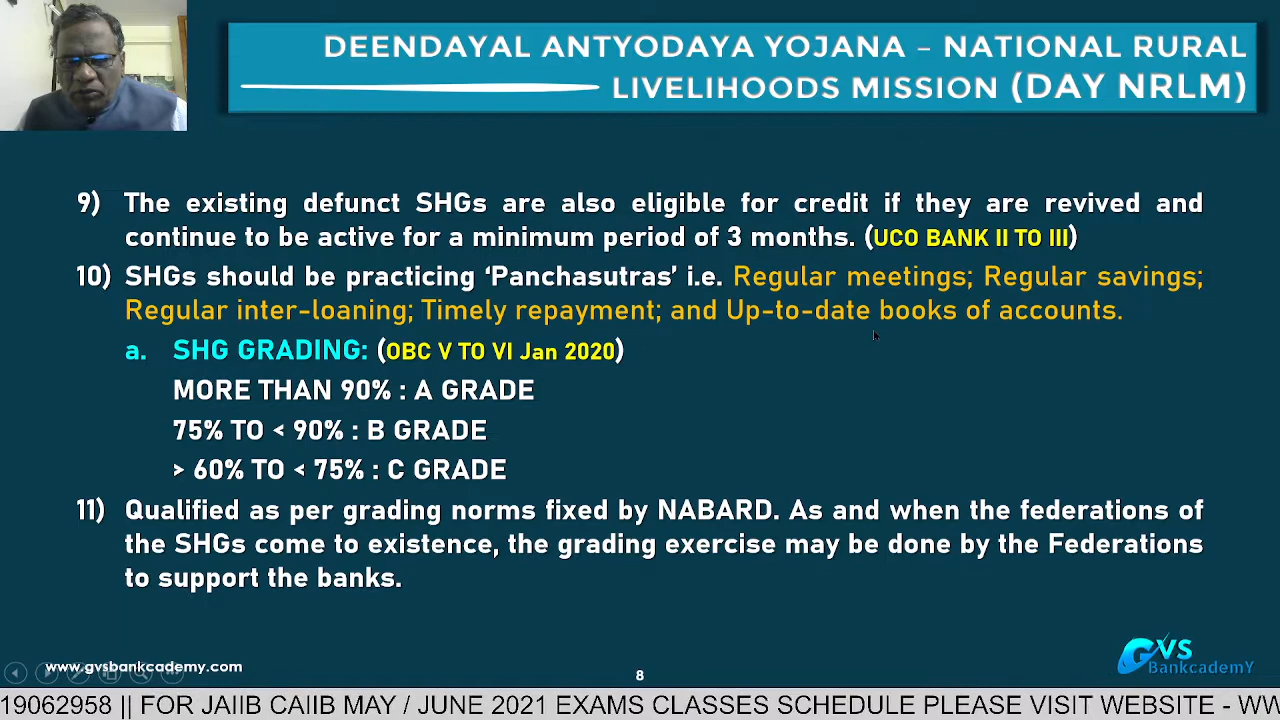 DEENDAYAL ANTYODAYA YOJANA – NATIONAL RURAL
LIVELIHOODS MISSION (DAY NRLM)
9) The existing defunct SHGs are also eligible for credit if they are revived and
continue to be active for a minimum period of 3 months. (UCO BANK II TO III)
10) SHGs should be practicing ‘Panchasutras’ i.e. Regular meetings; Regular savings;
Regular inter-loaning; Timely repayment; and Up-to-date books of accounts.
a. SHG GRADING: (OBC V TO VI Jan 2020)
MORE THAN 90% : A GRADE
75% TO < 90% : B GRADE
> 60% TO < 75% : C GRADE
11) Qualified as per grading norms fixed by NABARD. As and when the federations of
the SHGs come to existence, the grading exercise may be done by the Federations
to support the banks.
GVS
BankcademY
www.gvsbankcademy.com
8
19062958 || FOR JAIIB CAIIB MAY / JUNE 2021 EXAMS CLASSES SCHEDULE PLEASE VISIT WEBSITE - WW